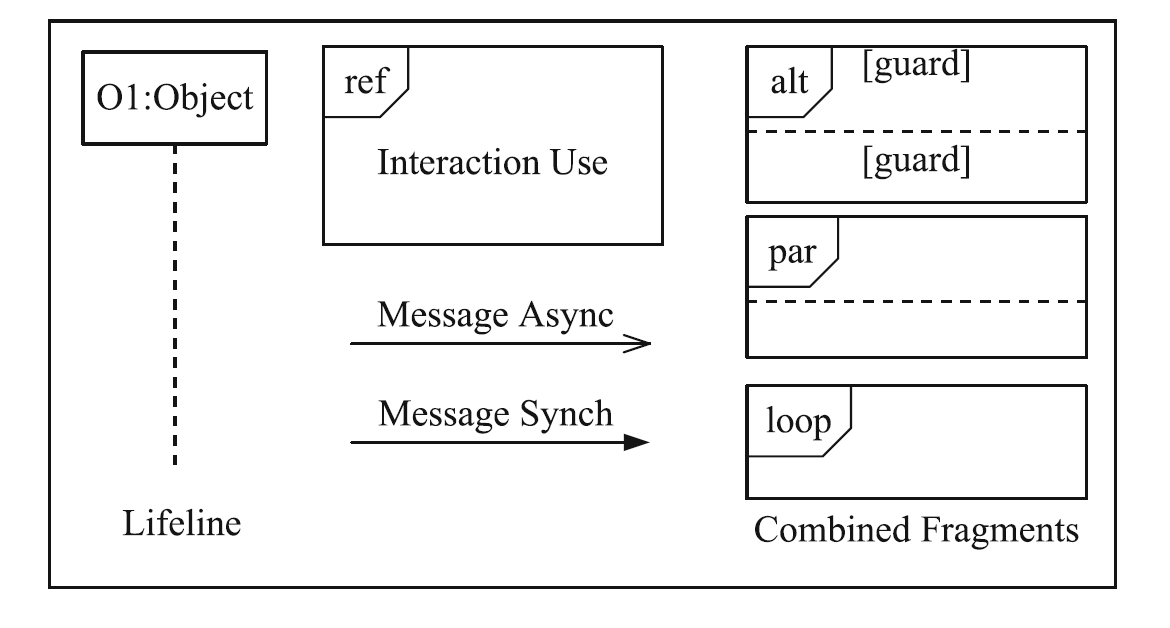 O1:Object
Lifeline
ref
Interaction Use
Message Async
Message Synch
alt
[guard]
[guard]
par
loop
Combined Fragments